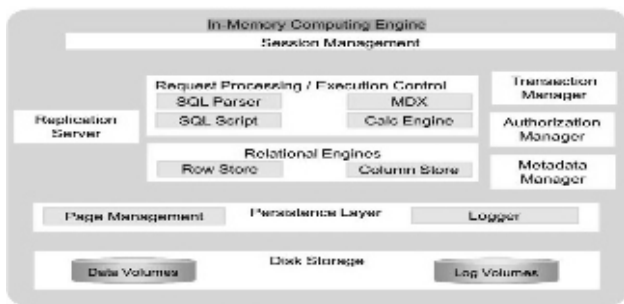 In-Memory Computing Engine
Session Management
Request Processing / Execution Control
SQL Parser
MDX
SQL Script
Calc Engine
Transaction
Manager
Replication
Server
Authorization
Manager
Relational Engines
Row Store
Column Store
Metadata
Manager
Page Management
Persistence Layer
Logger
Disk Storage
Data Volumes
Log Volumes